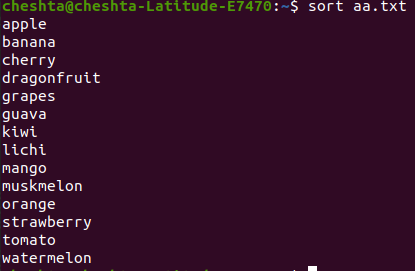 cheshta@cheshta-Latitude-E7470:~$ sort aa.txt
apple
banana
cherry
dragonfruit
grapes
guava
kiwi
lichi
mango
muskmelon
orange
strawberry
tomato
watermelon